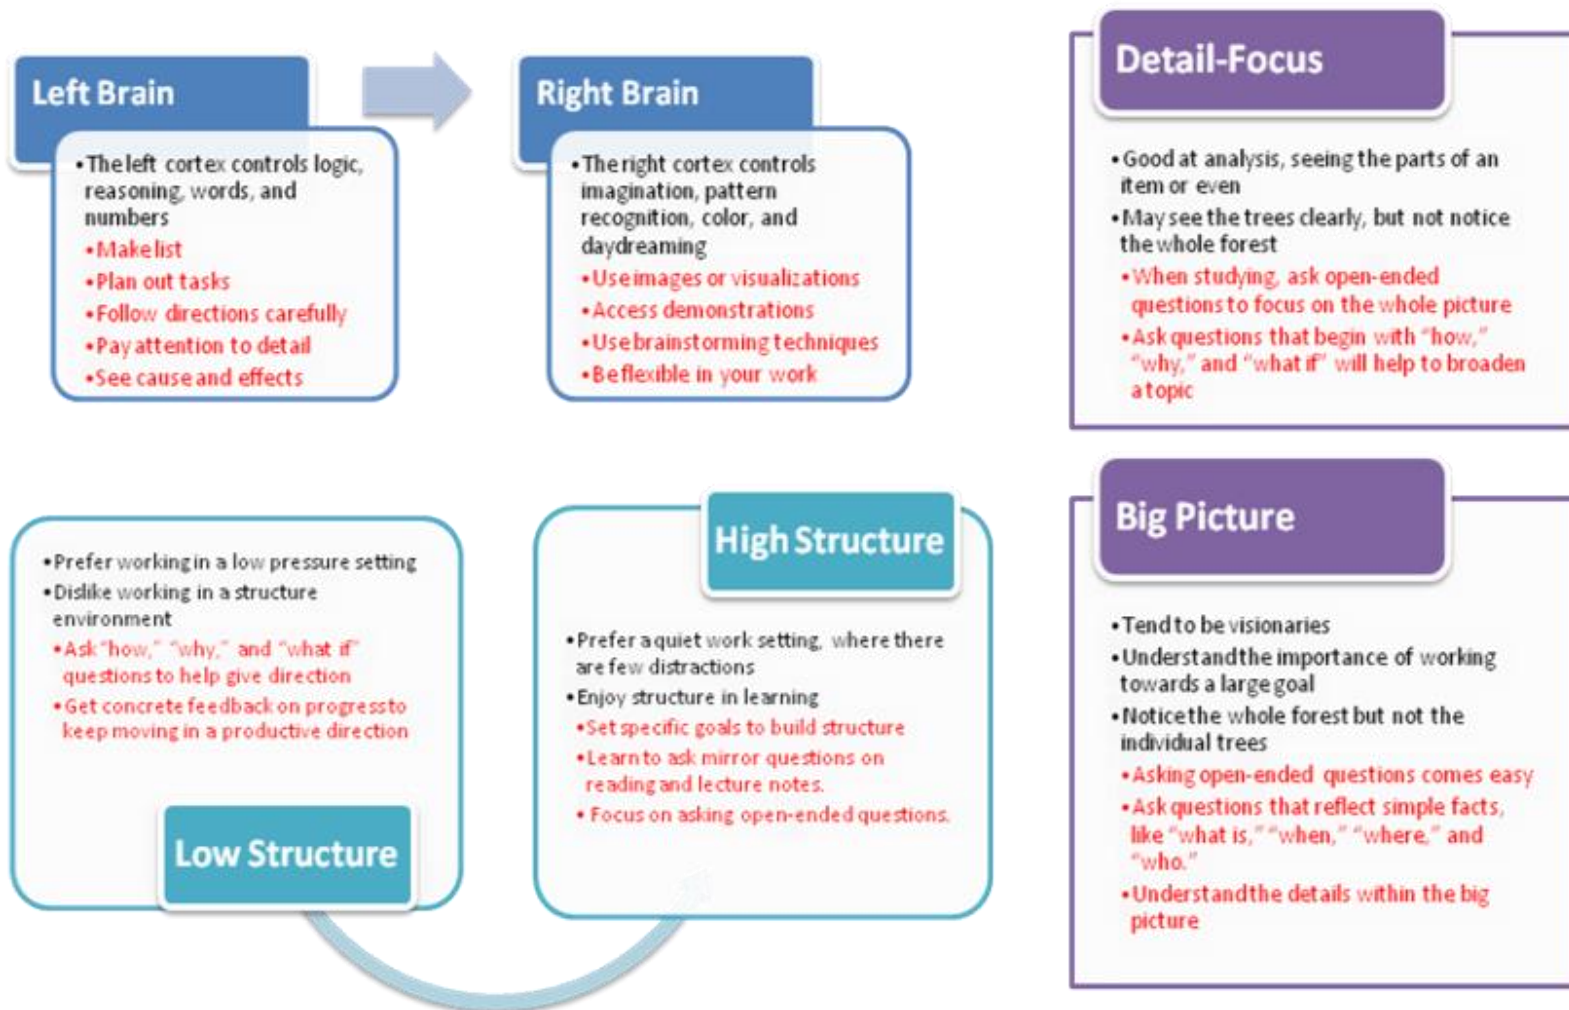 Left Brain
• The left cortex controls logic,
reasoning, words, and
numbers
• Make list
• Plan out tasks
• Follow directions carefully
• Pay attention to detail
• See cause and effects
Right Brain
• The right cortex controls
imagination, pattern
recognition, color, and
daydreaming
• Use images or visualizations
• Access demonstrations
• Use brainstorming techniques
• Be flexible in your work
Detail-Focus
• Good at analysis, seeing the parts of an
item or even
• May see the trees clearly, but not notice
the whole forest
• When studying, ask open-ended
questions to focus on the whole picture
• Ask questions that begin with “how,”
“why,” and “what if” will help to broaden
a topic
• Prefer working in a low pressure setting
• Dislike working in a structure
environment
• Ask “how,” “why,” and “what if”
questions to help give direction
• Get concrete feedback on progress to
keep moving in a productive direction
Low Structure
High Structure
• Prefer a quiet work setting, where there
are few distractions
• Enjoy structure in learning
• Set specific goals to build structure
• Learn to ask mirror questions on
reading and lecture notes.
• Focus on asking open-ended questions.
Big Picture
• Tend to be visionaries
• Understand the importance of working
towards a large goal
• Notice the whole forest but not the
individual trees
• Asking open-ended questions comes easy
• Ask questions that reflect simple facts,
like “what is,” “when,” “where,” and
“who.”
• Understand the details within the big
picture